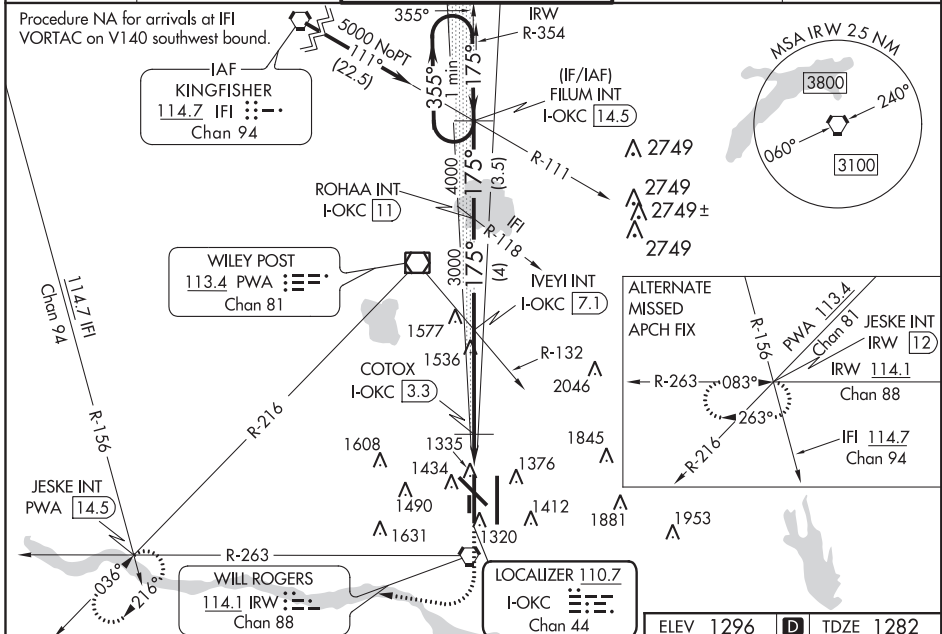 Procedure NA for arrivals at IFI
VORTAC on V140 southwest bound.
IAF
KINGFISHER
114.7 IFI
Chan 94
5000 NoPT
111°
(22.5)
355°
IRW
R-354
355°
1 min
175°
(IF/IAF)
FILUM INT
I-OKC 14.5
MSA IRW 25 NM
3800
240°
060°
3100
R-111
2749
2749
2749±
2749
4000
175°
(3.5)
ROHAA INT
I-OKC 11
IFI
R-118
WILEY POST
113.4 PWA
Chan 81
3000
175°
(4)
IVEYI INT
I-OKC 7.1
114.7 IFI
Chan 94
1577
1536
R-132
2046
COTOX
I-OKC 3.3
ALTERNATE
MISSED
APCH FIX
R-156
PWA 113.4
Chan 81
JESKE INT
IRW 12
IRW 114.1
Chan 88
R-263
083°
263°
R-216
IFI 114.7
Chan 94
R-216
R-156
1608
1335
1434
1376
1845
1490
1412
1881
1631
1320
1953
JESKE INT
PWA 14.5
R-263
036°
216°
WILL ROGERS
114.1 IRW
Chan 88
LOCALIZER 110.7
I-OKC
Chan 44
ELEV 1296 D TDZE 1282